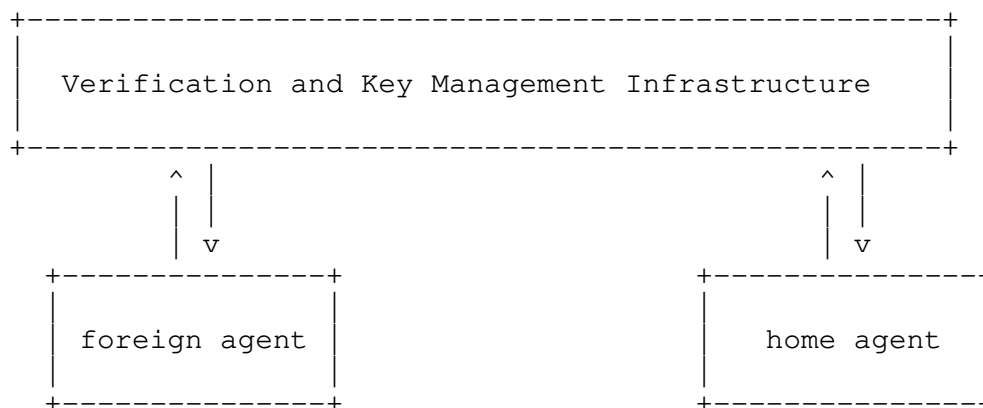 Verification and Key Management Infrastructure
foreign agent
home agent